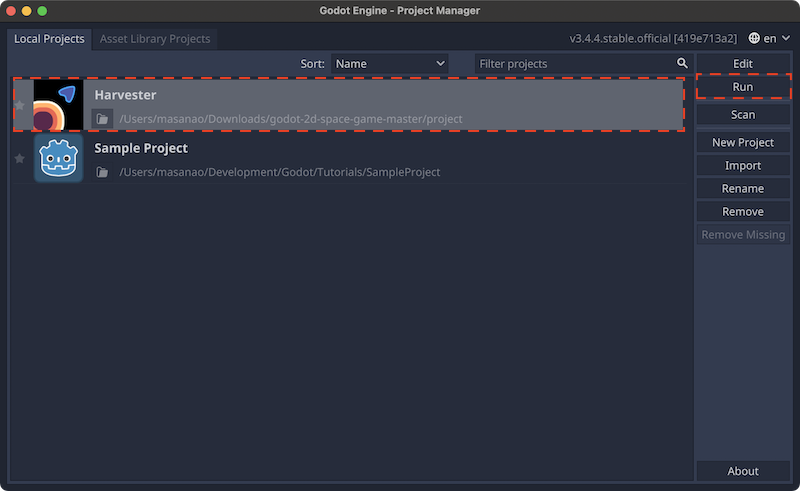 Godot Engine - Project Manager
Local Projects Asset Library Projects v3.4.4.stable.official [419e713a2] en
Sort: Name Filter projects
Harvester
/Users/masanao/Downloads/godot-2d-space-game-master/project
Sample Project
/Users/masanao/Development/Godot/Tutorials/SampleProject
Edit
Run
Scan
New Project
Import
Rename
Remove
Remove Missing
About